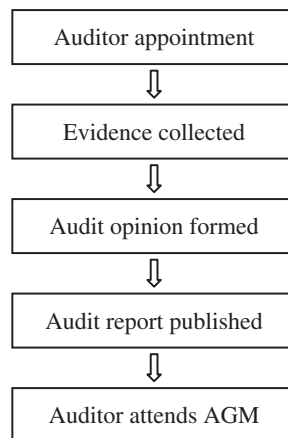 Auditor appointment
Evidence collected
Audit opinion formed
Audit report published
Auditor attends AGM